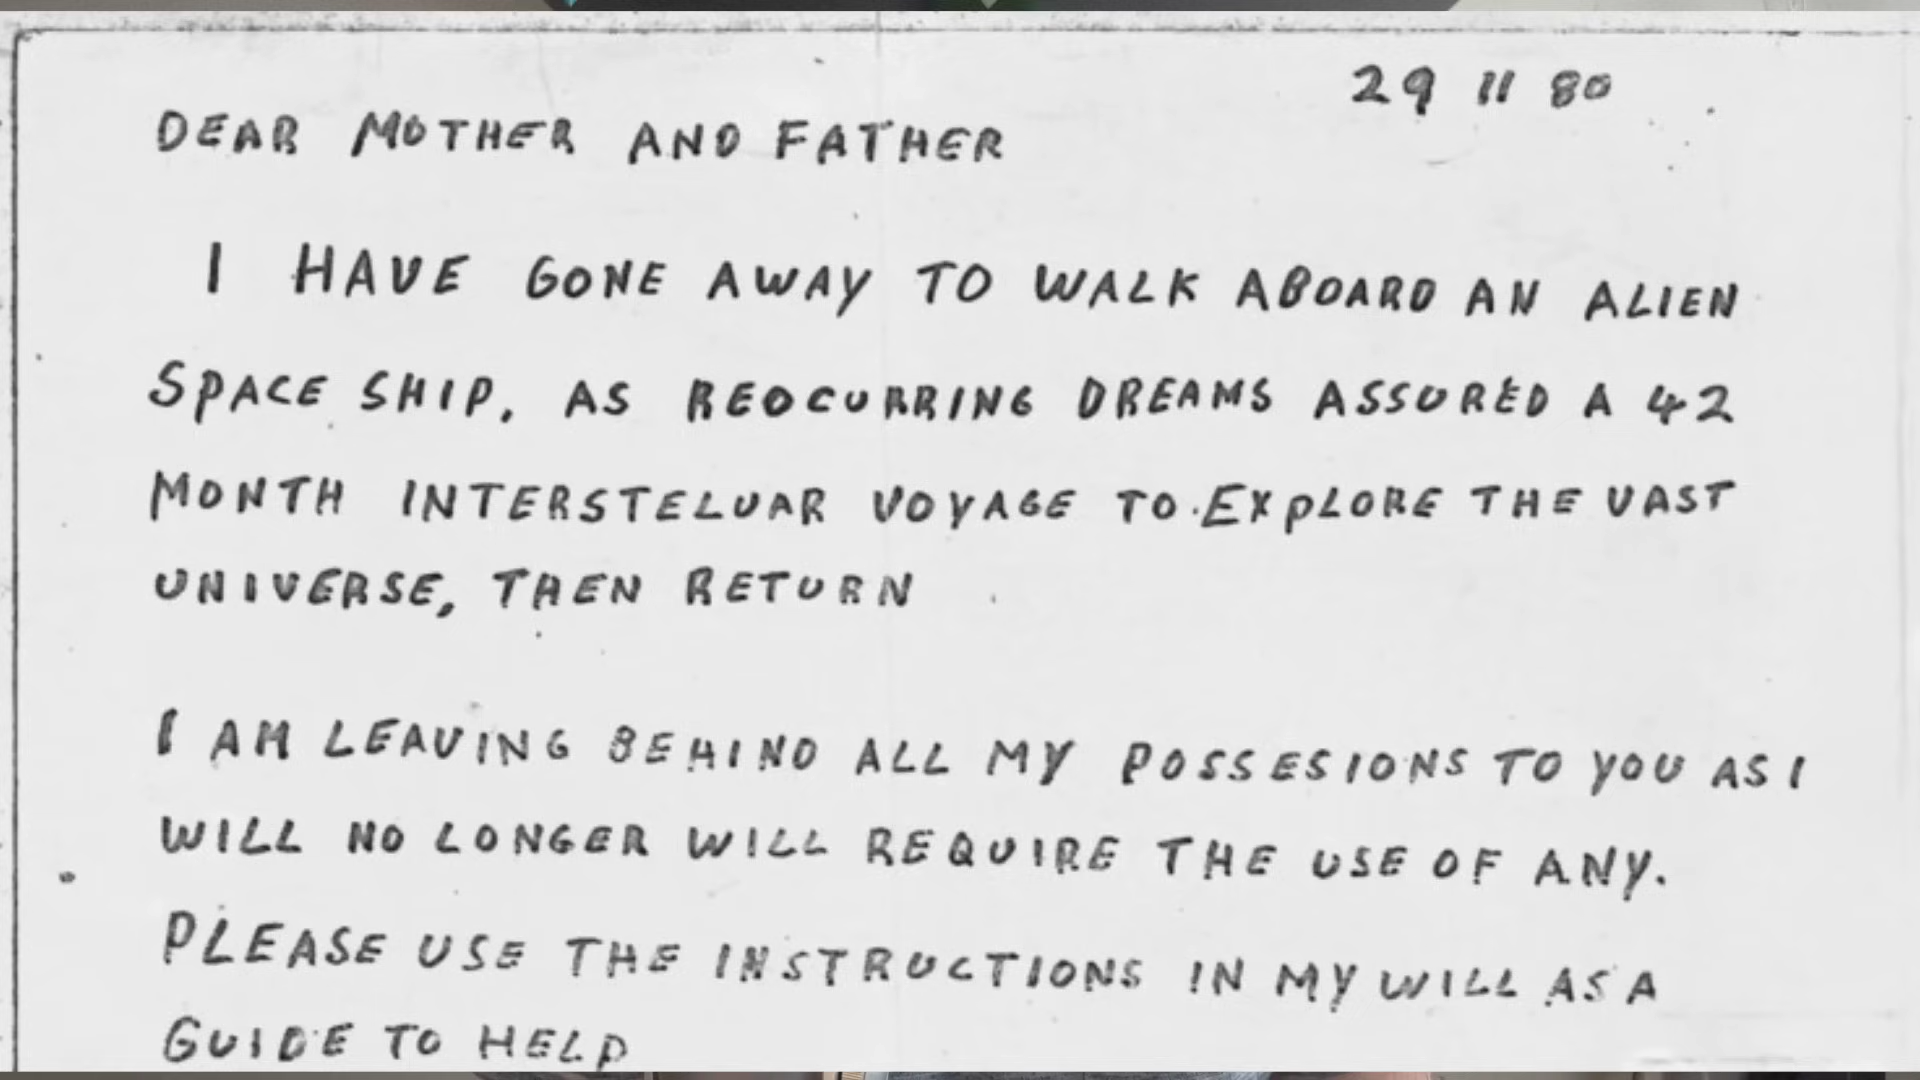 29 11 80
DEAR MOTHER AND FATHER
I HAVE GONE AWAY TO WALK ABOARD AN ALIEN
SPACE SHIP, AS REOCURRING DREAMS ASSURED A 42
MONTH INTERSTELUAR VOYAGE TO EXPLORE THE VAST
UNIVERSE, THEN RETURN
I AM LEAVING BEHIND ALL MY POSSESIONS TO YOU AS I
WILL NO LONGER WILL REQUIRE THE USE OF ANY.
PLEASE USE THE INSTRUCTIONS IN MY WILL AS A
GUIDE TO HELP